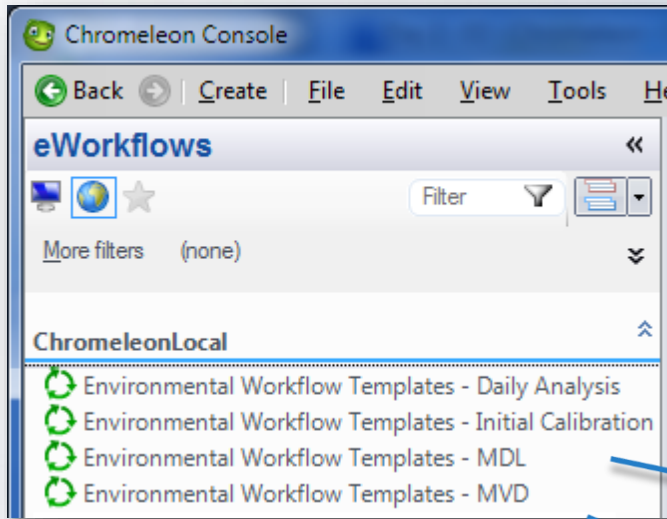 Chromeleon Console
Back Create File Edit View Tools
eWorkflows
Filter
More filters (none)
ChromeleonLocal
Environmental Workflow Templates - Daily Analysis
Environmental Workflow Templates - Initial Calibration
Environmental Workflow Templates - MDL
Environmental Workflow Templates - MVD